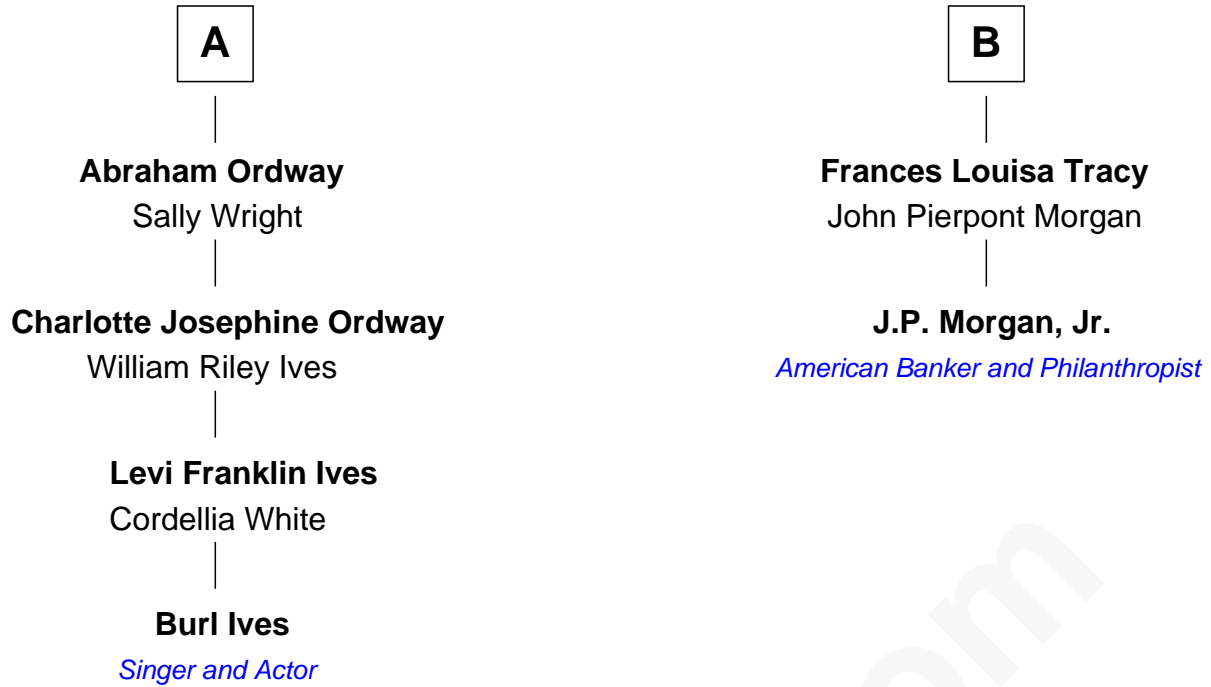 A
Abraham Ordway
Sally Wright
Charlotte Josephine Ordway
William Riley Ives
Levi Franklin Ives
Cordellia White
Burl Ives
Singer and Actor
B
Frances Louisa Tracy
John Pierpont Morgan
J.P. Morgan, Jr.
American Banker and Philanthropist
om